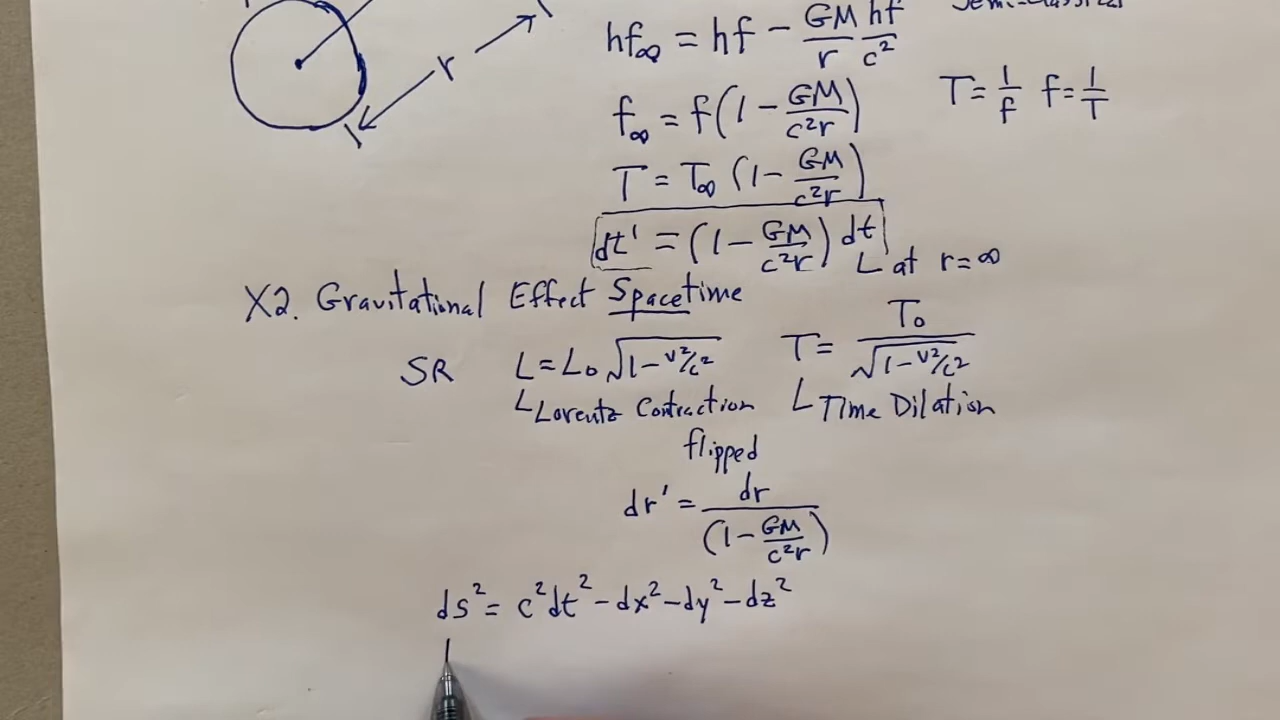 r
hf∞ = hf − GM/r hf/c²
Semi-Classical
f∞ = f(1 − GM/c²r)
T = 1/f f = 1/T
T = T∞ (1 − GM/c²r)
dt' = (1 − GM/c²r) dt
L at r = ∞
X2. Gravitational Effect Spacetime
SR L = L₀ √1 − v²/c² T = T₀/√1 − v²/c²
L Lorentz Contraction L Time Dilation
flipped
dr' = dr/(1 − GM/c²r)
ds² = c²dt² − dx² − dy² − dz²